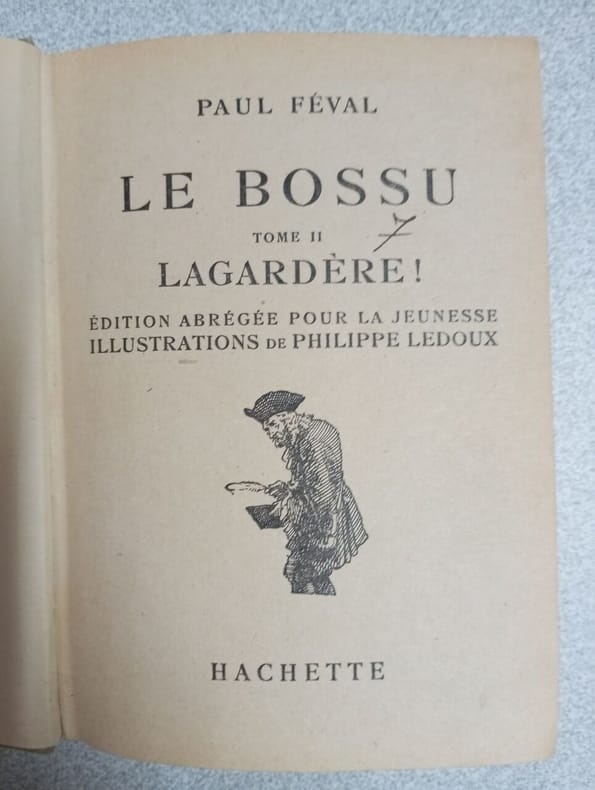 PAUL FÉVAL
LE BOSSU
TOME II
7
LAGARDÈRE!
ÉDITION ABRÉGÉE POUR LA JEUNESSE
ILLUSTRATIONS DE PHILIPPE LEDOUX
HACHETTE